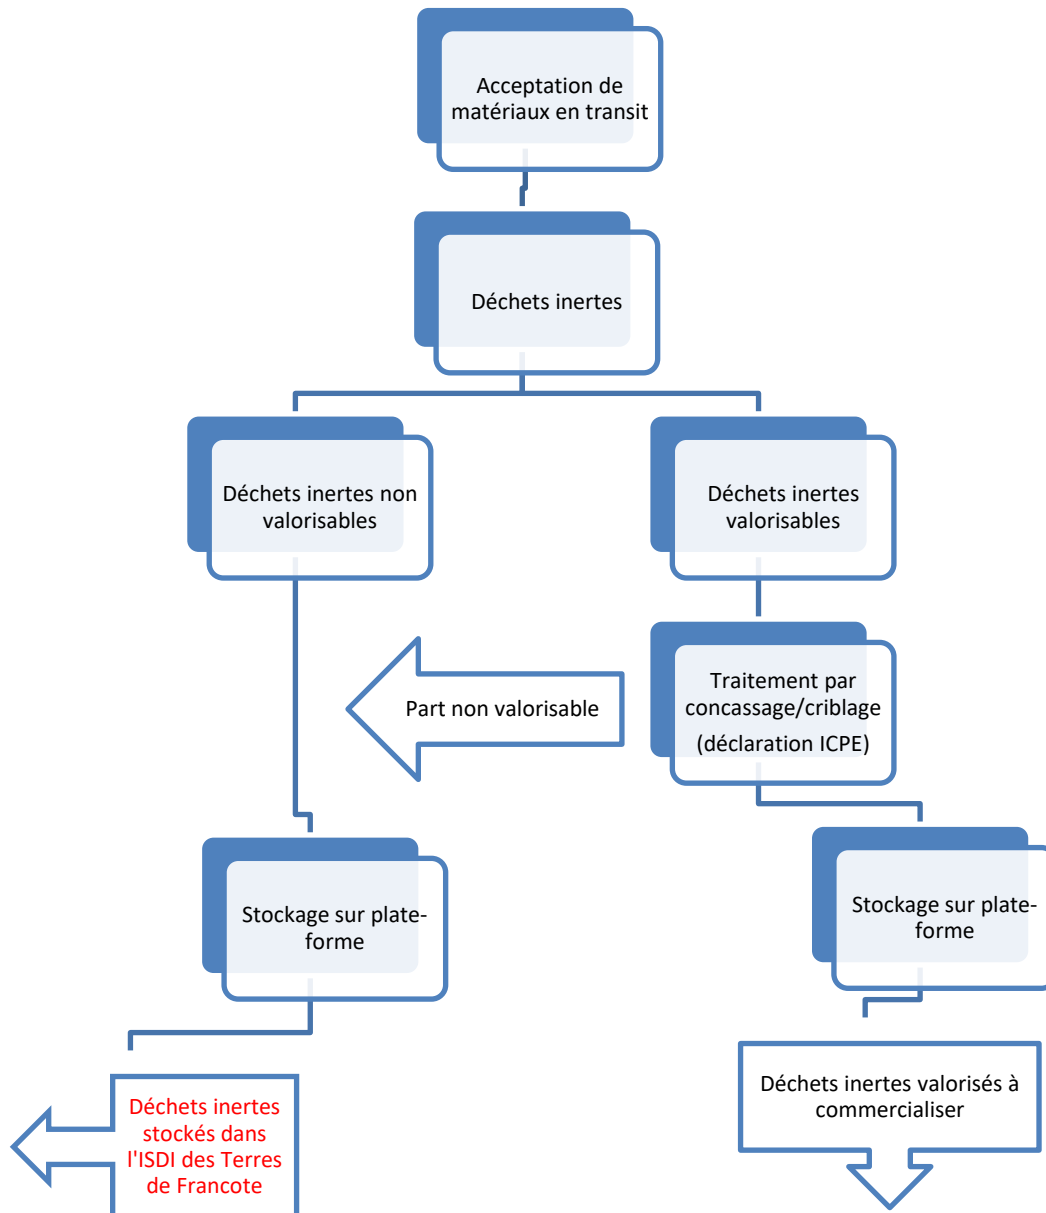 Acceptation de
matériaux en transit
Déchets inertes
Déchets inertes non
valorisables
Déchets inertes
valorisables
Part non valorisable
Traitement par
concassage/criblage
(déclaration ICPE)
Stockage sur plate-
forme
Stockage sur plate-
forme
Déchets inertes
stockés dans
l'ISDI des Terres
de Francote
Déchets inertes valorisés à
commercialiser